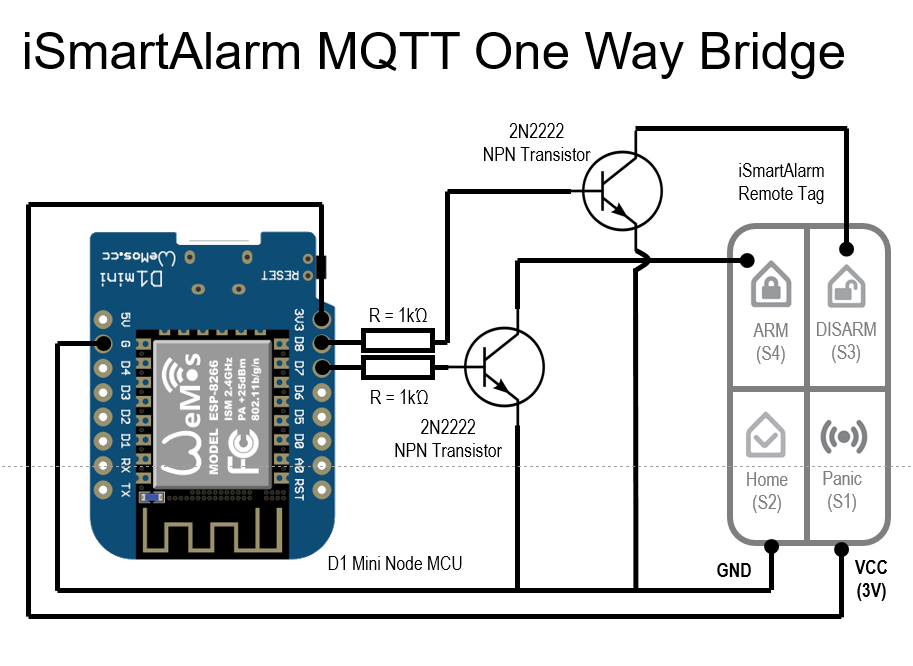 iSmartAlarm MQTT One Way Bridge
2N2222
NPN Transistor
iSmartAlarm
Remote Tag
WeMos.cc
D1 mini
RESET
5V
G
D4
D3
D2
D1
RX
TX
3V3
D8
D7
D6
D5
D0
A0
RST
WeMos
MODEL ESP-8266
ISM 2.4GHz
PA +25dBm
802.11b/g/n
FC
R = 1kΩ
R = 1kΩ
2N2222
NPN Transistor
ARM
(S4)
DISARM
(S3)
Home
(S2)
Panic
(S1)
D1 Mini Node MCU
GND
VCC
(3V)